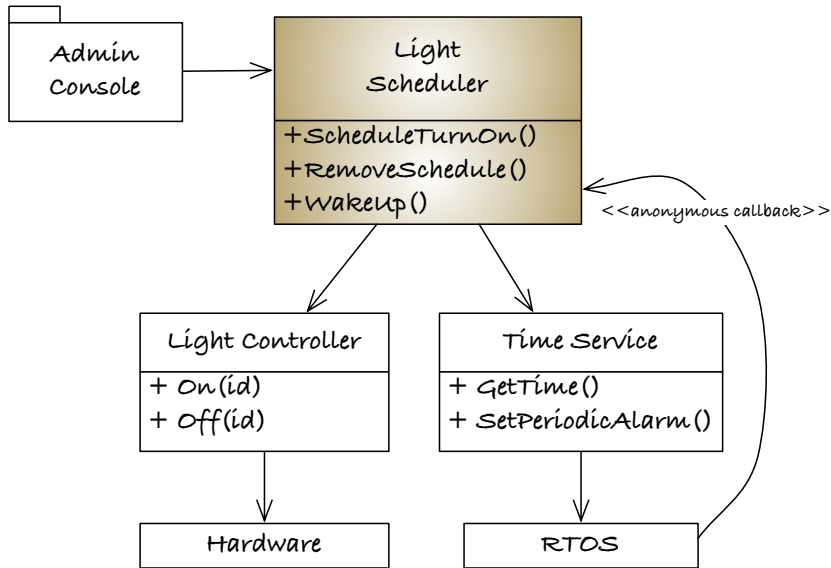 Admin
Console
Light
Scheduler
+ScheduleTurnOn()
+RemoveSchedule()
+WakeUp()
<<anonymous callback>>
Light Controller
+ On(id)
+ Off(id)
Time Service
+ GetTime()
+ SetPeriodicAlarm()
Hardware
RTOS